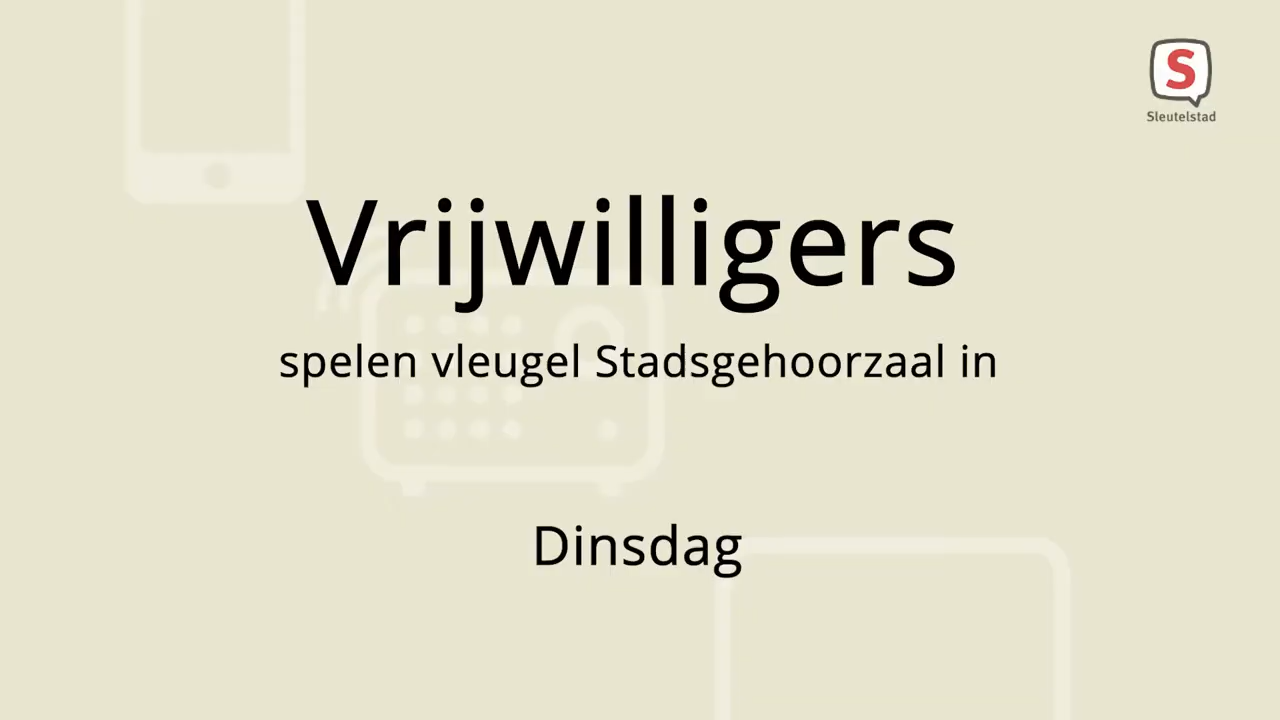 S
Sleutelstad
Vrijwilligers
spelen vleugel Stadsgehoorzaal in
Dinsdag